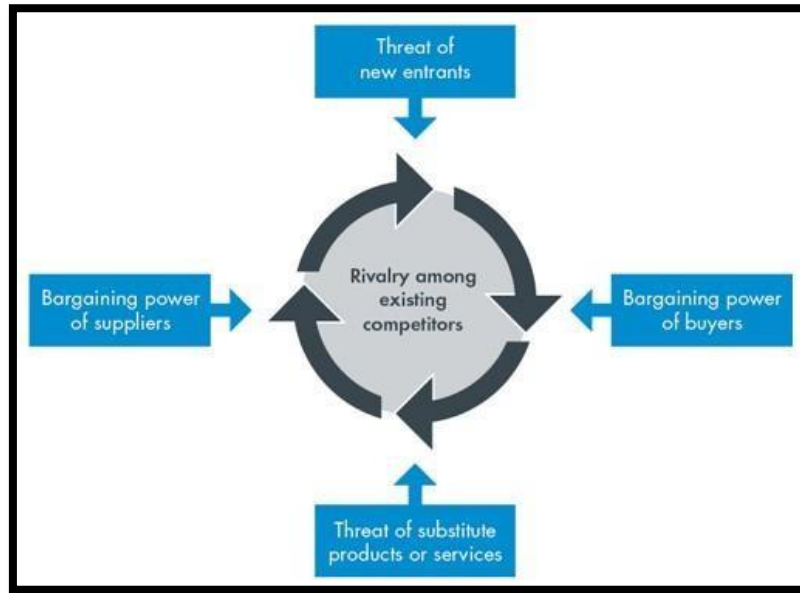 Threat of
new entrants
Bargaining power
of suppliers
Rivalry among
existing
competitors
Bargaining power
of buyers
Threat of substitute
products or services